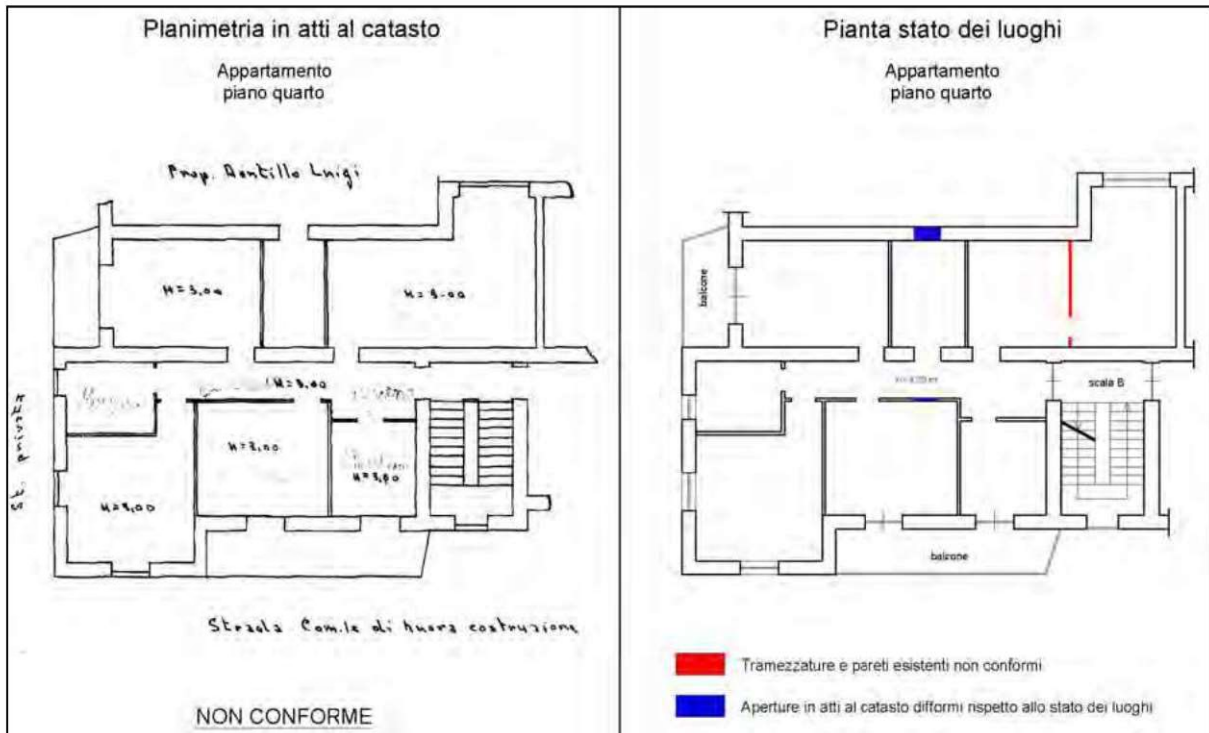 Planimetria in atti al catasto
Appartamento
piano quarto
Prop. Dentillo Luigi
H=3,00
H=3,00
H=3,00
H=3,00
H=3,00
H=3,00
St. privata
Strada Com.le di nuova costruzione
NON CONFORME
Pianta stato dei luoghi
Appartamento
piano quarto
balcone
scala B
balcone
Tramezzature e pareti esistenti non conformi
Aperture in atti al catasto difformi rispetto allo stato dei luoghi